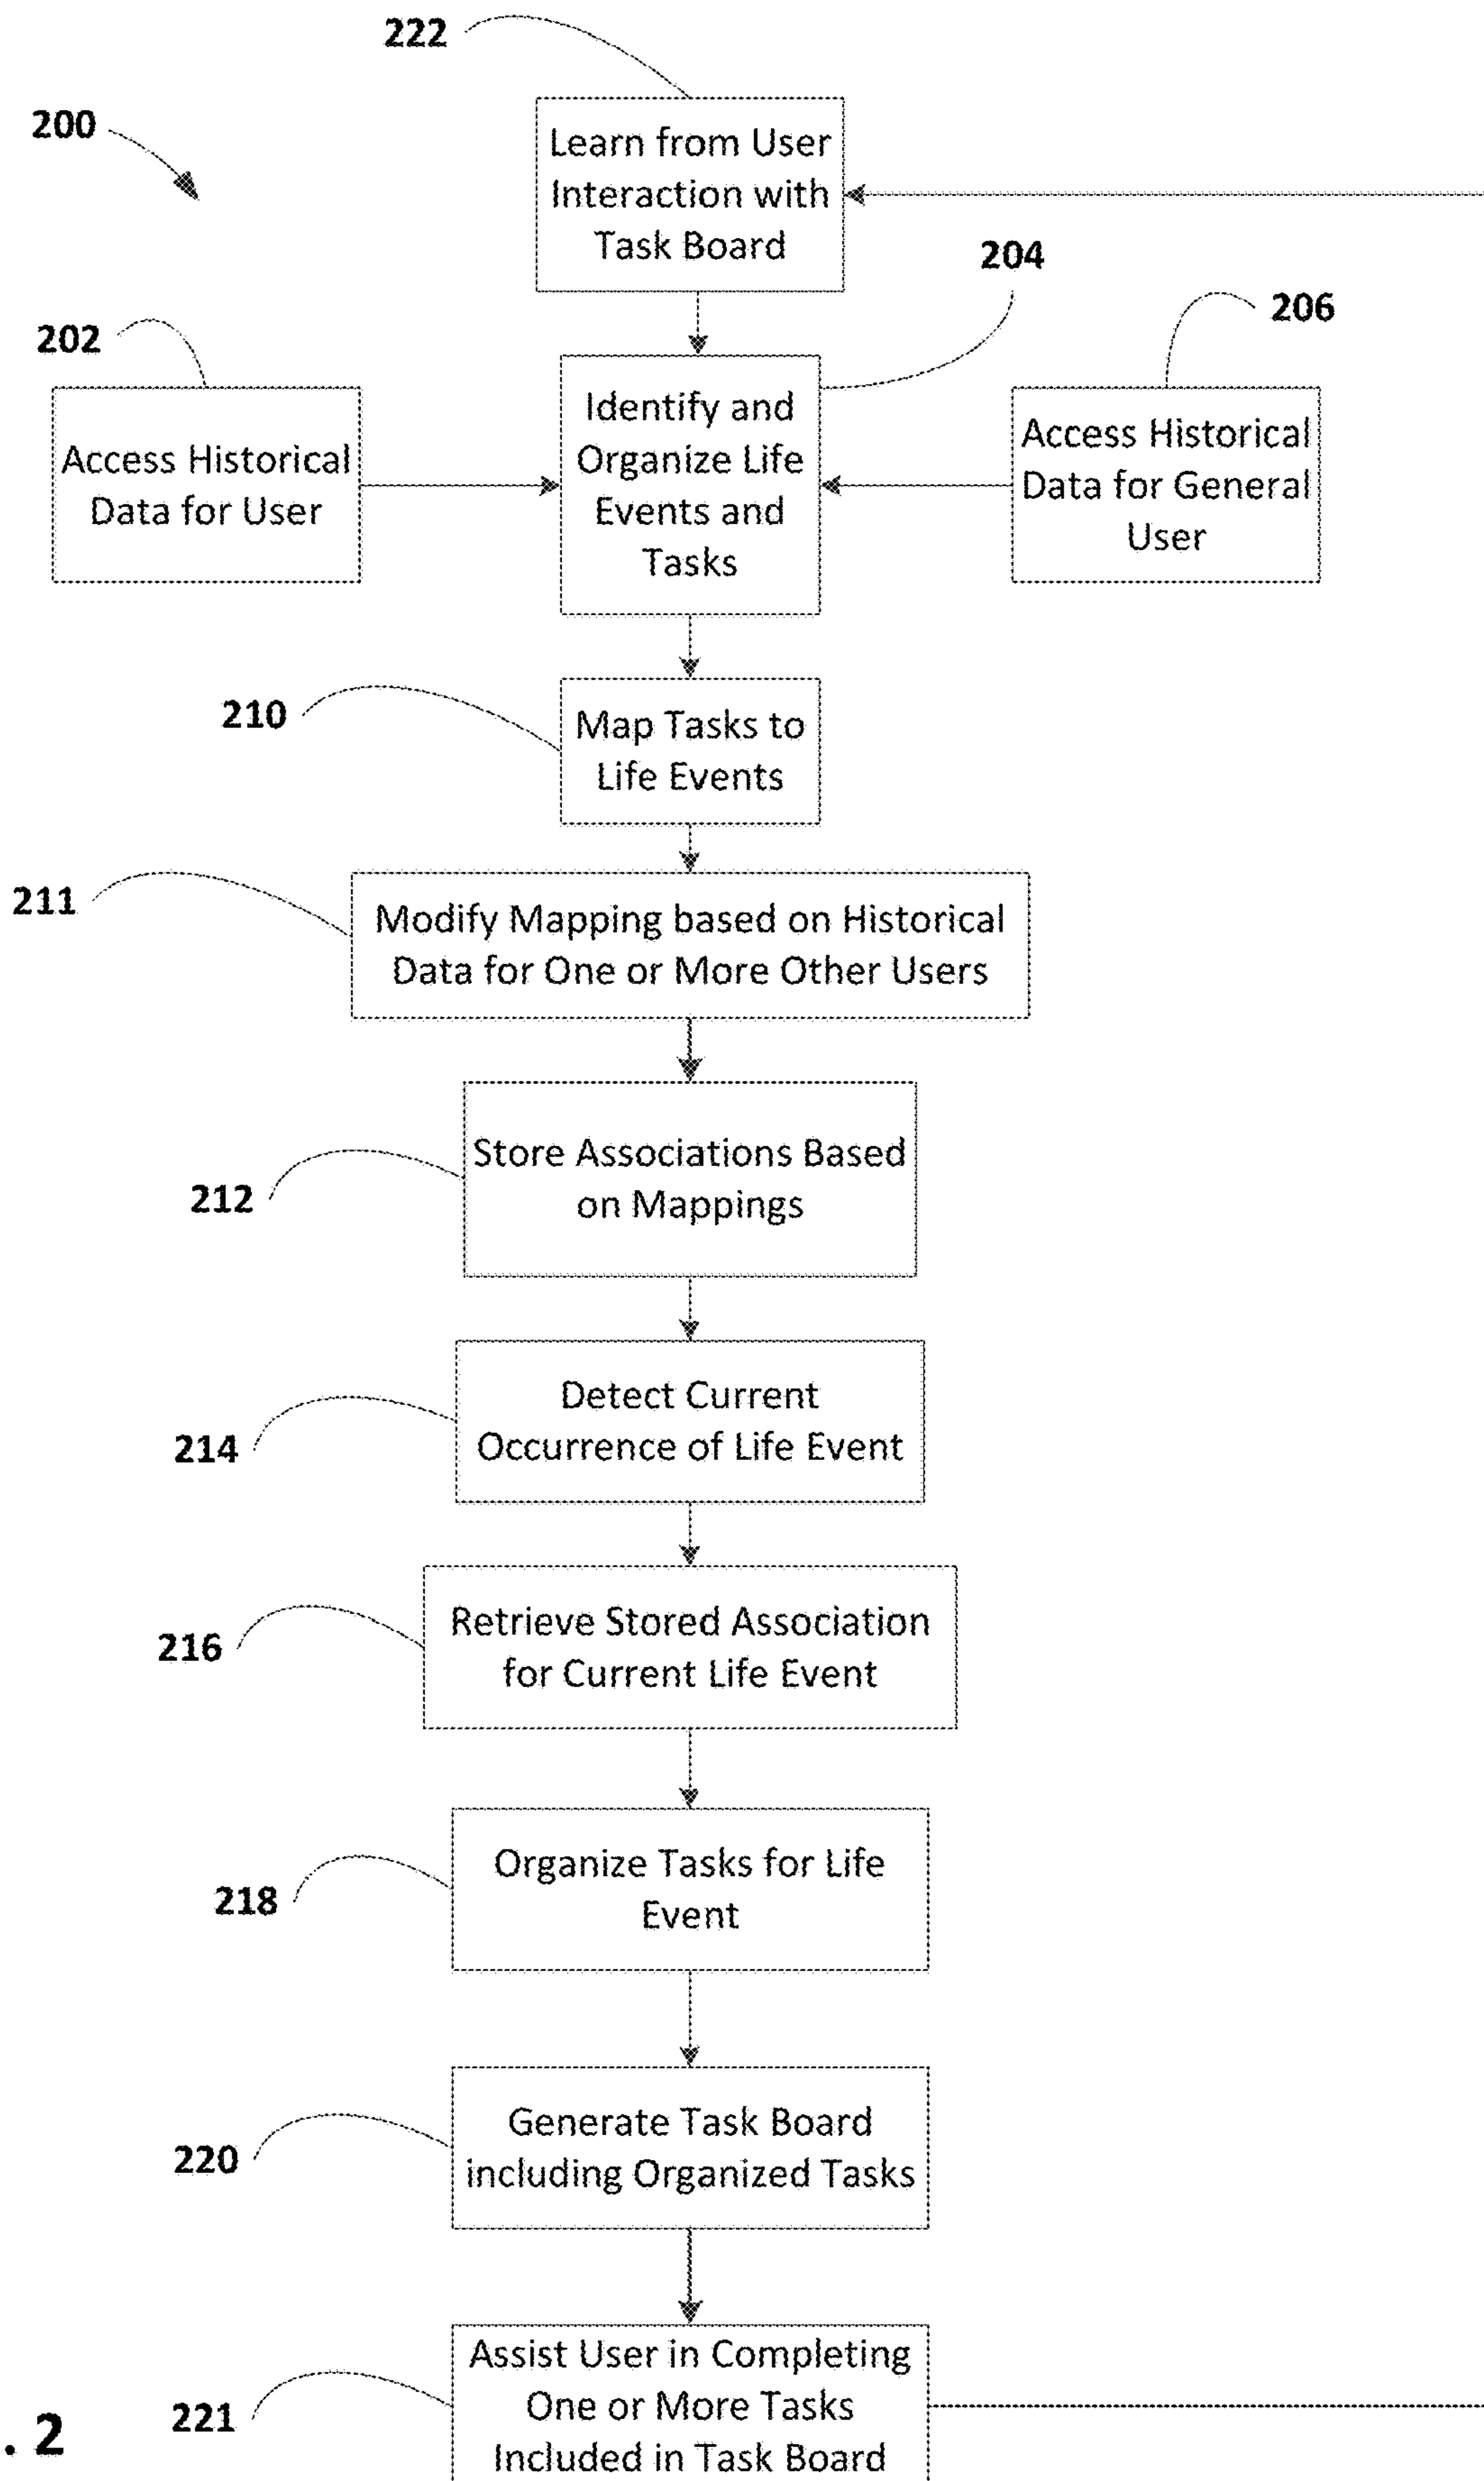 222
200
Learn from User
Interaction with
Task Board
204
206
202
Identify and
Organize Life
Events and
Tasks
Access Historical
Data for User
Access Historical
Data for General
User
210
Map Tasks to
Life Events
211
Modify Mapping based on Historical
Data for One or More Other Users
212
Store Associations Based
on Mappings
214
Detect Current
Occurrence of Life Event
216
Retrieve Stored Association
for Current Life Event
218
Organize Tasks for Life
Event
220
Generate Task Board
including Organized Tasks
221
Assist User in Completing
One or More Tasks
Included in Task Board
. 2